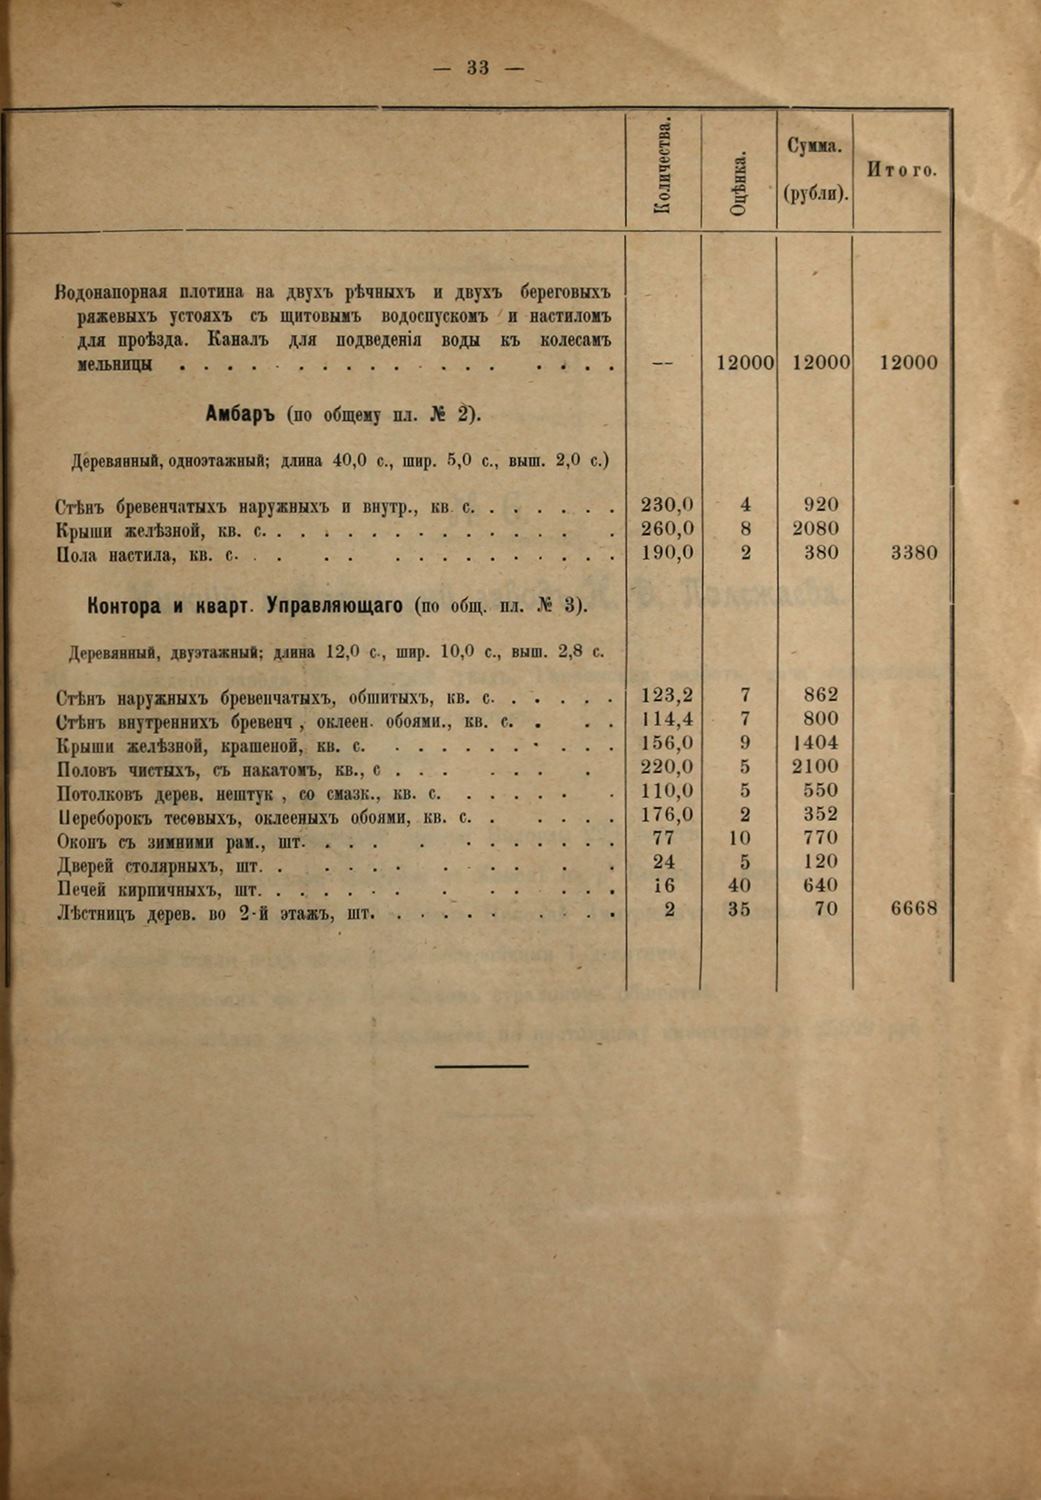 — 33 —
Количества. Оцѣнка. Сумма. (рубли). Итого.
Водонапорная плотина на двухъ рѣчныхъ и двухъ береговыхъ
ряжевыхъ устояхъ съ щитовымъ водоспускомъ и настиломъ
для проѣзда. Каналъ для подведенія воды къ колесамъ
мельницы . . . . . . . . . . . . . . . . . . — 12000 12000 12000
Амбаръ (по общему пл. № 2).
Деревянный, одноэтажный; длина 40,0 с., шир. 5,0 с., выш. 2,0 с.)
Стѣнъ бревенчатыхъ наружныхъ и внутр., кв. с. . . . . . . 230,0 4 920
Крыши желѣзной, кв. с. . . . . . . . . . . . . . . . 260,0 8 2080
Пола настила, кв. с. . . . . . . . . . . . . . . . 190,0 2 380 3380
Контора и кварт. Управляющаго (по общ. пл. № 3).
Деревянный, двуэтажный; длина 12,0 с., шир. 10,0 с., выш. 2,8 с.
Стѣнъ наружныхъ бревенчатыхъ, обшитыхъ, кв. с. . . . . . 123,2 7 862
Стѣнъ внутреннихъ бревенч , оклеен. обоями., кв. с. . . . 114,4 7 800
Крыши желѣзной, крашеной, кв. с. . . . . . . . . . . . 156,0 9 1404
Половъ чистыхъ, съ накатомъ, кв., с . . . . . . . . 220,0 5 2100
Потолковъ дерев. нештук , со смазк., кв. с. . . . . . . . 110,0 5 550
Переборокъ тесовыхъ, оклееныхъ обоями, кв. с. . . . . . 176,0 2 352
Оконъ съ зимними рам., шт. . . . . . . . . . . . . 77 10 770
Дверей столярныхъ, шт. . . . . . . . . . . . . . 24 5 120
Печей кирпичныхъ, шт. . . . . . . . . . . . . . . 16 40 640
Лѣстницъ дерев. во 2-й этажъ, шт. . . . . . . . . . . 2 35 70 6668